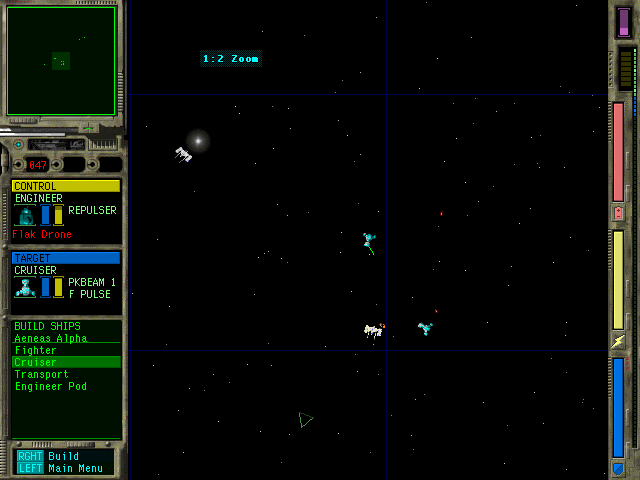 1:2 Zoom
047
CONTROL
ENGINEER
REPULSER
Flak Drone
TARGET
CRUISER
PKBEAM 1
F PULSE
BUILD SHIPS
Aeneas Alpha
Fighter
Cruiser
Transport
Engineer Pod
RGHT Build
LEFT Main Menu